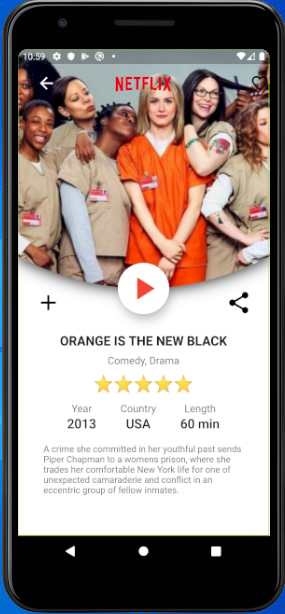 10:59
NETFLIX
ORANGE IS THE NEW BLACK
Comedy, Drama
Year Country Length
2013 USA 60 min
A crime she committed in her youthful past sends
Piper Chapman to a womens prison, where she
trades her comfortable New York life for one of
unexpected camaraderie and conflict in an
eccentric group of fellow inmates.